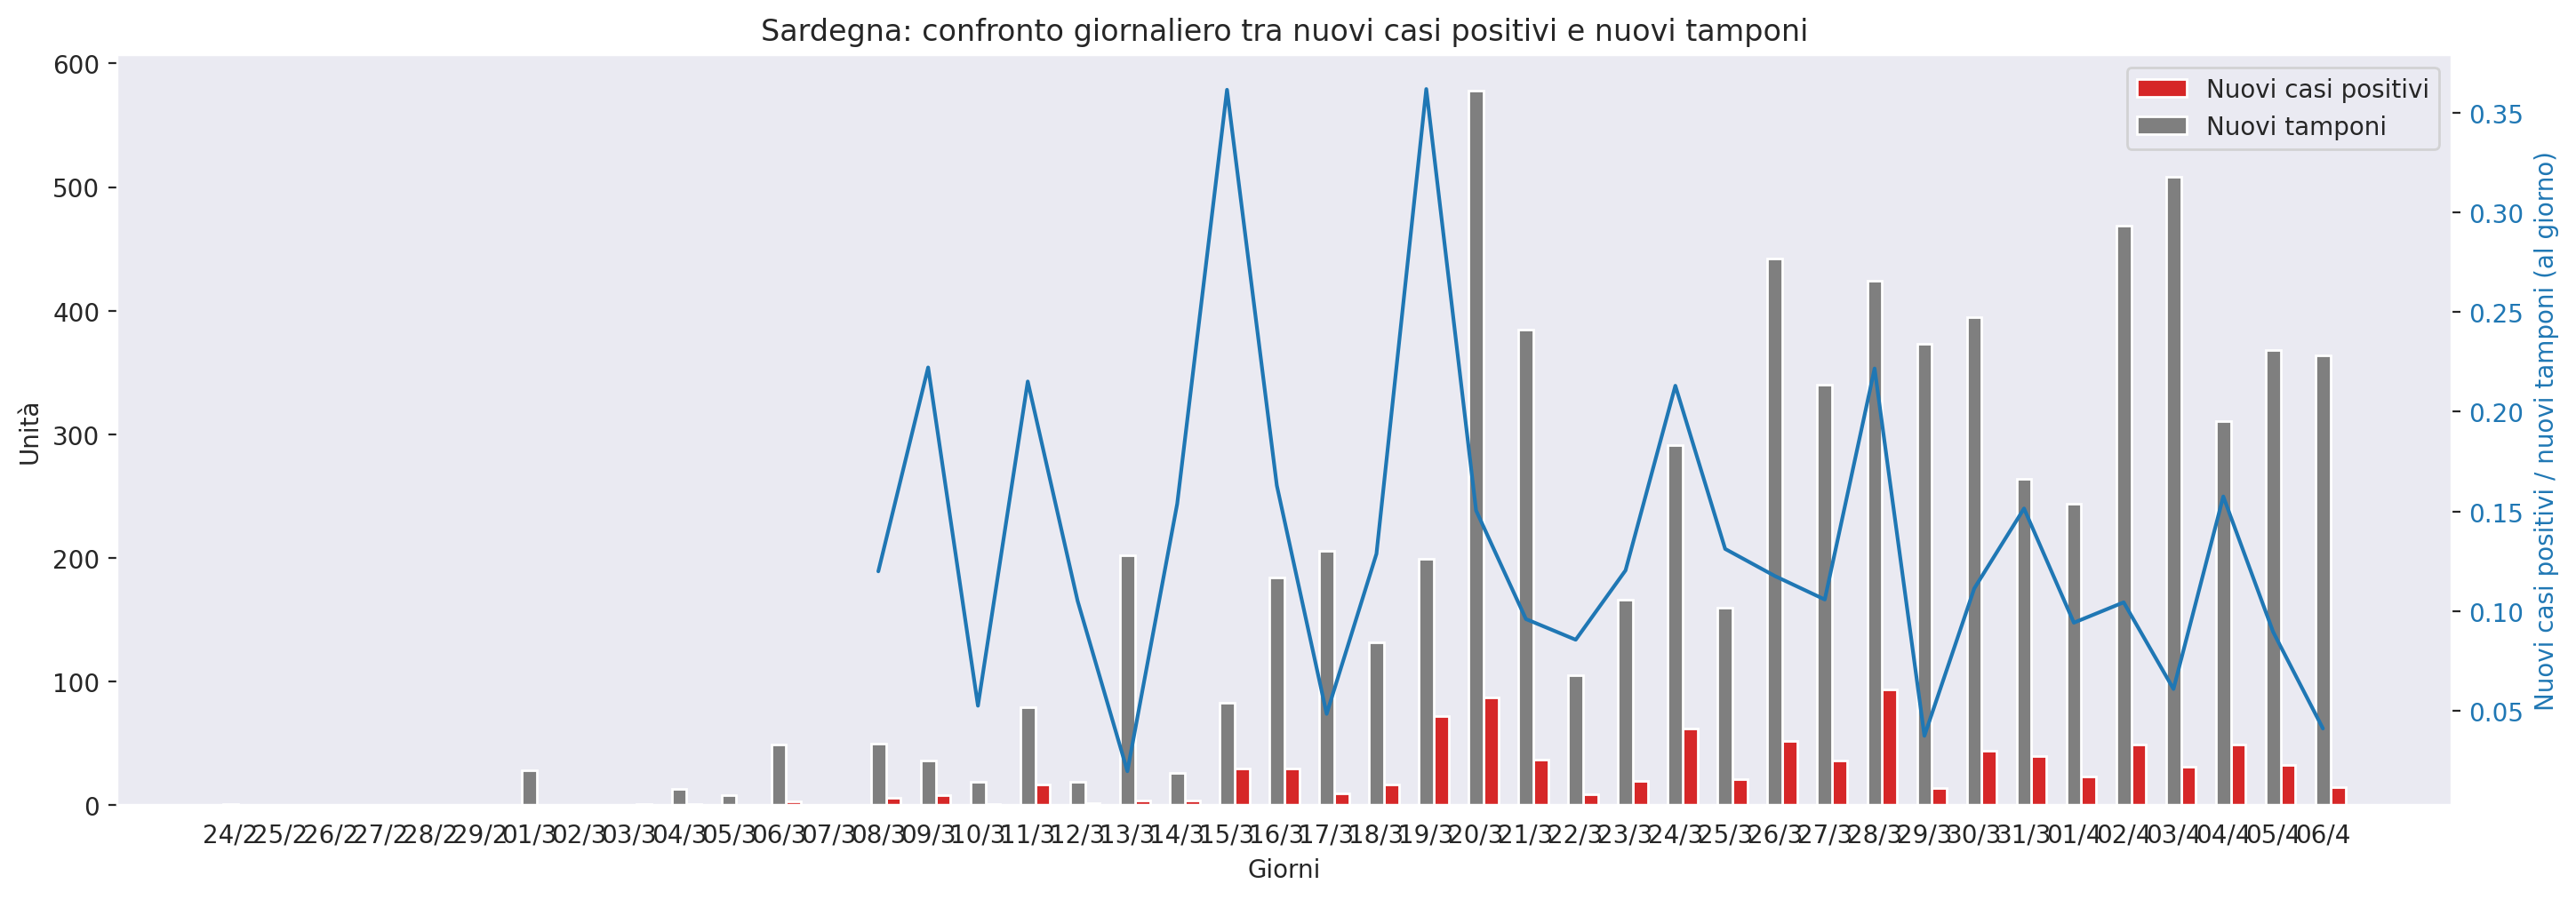 Sardegna: confronto giornaliero tra nuovi casi positivi e nuovi tamponi
600
500
400
300
200
100
0
Unità
Nuovi casi positivi
Nuovi tamponi
0.35
0.30
0.25
0.20
0.15
0.10
0.05
Nuovi casi positivi / nuovi tamponi (al giorno)
24/2 25/2 26/2 27/2 28/2 29/2 01/3 02/3 03/3 04/3 05/3 06/3 07/3 08/3 09/3 10/3 11/3 12/3 13/3 14/3 15/3 16/3 17/3 18/3 19/3 20/3 21/3 22/3 23/3 24/3 25/3 26/3 27/3 28/3 29/3 30/3 31/3 01/4 02/4 03/4 04/4 05/4 06/4
Giorni